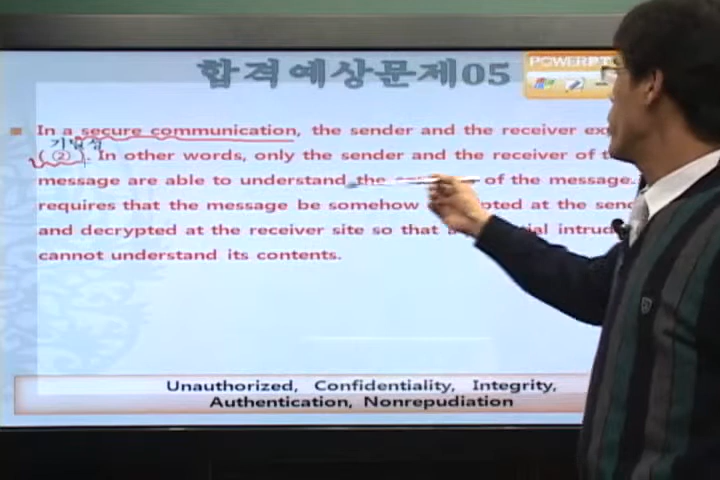 합격예상문제05
POWERP
In a secure communication, the sender and the receiver
기밀성
(②). In other words, only the sender and the receiver of
message are able to understand the of the message.
requires that the message be somehow at the
and decrypted at the receiver site so that a
cannot understand its contents.
Unauthorized, Confidentiality, Integrity,
Authentication, Nonrepudiation